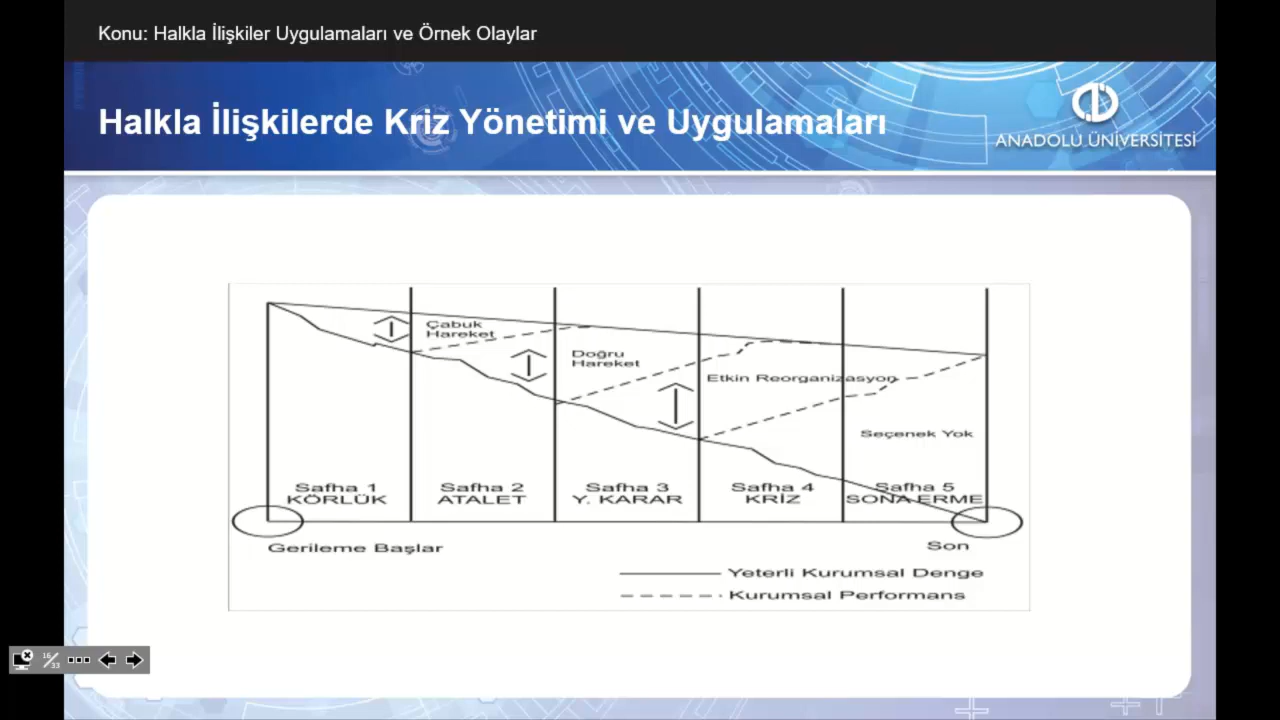 Konu: Halkla İlişkiler Uygulamaları ve Örnek Olaylar
Halkla İlişkilerde Kriz Yönetimi ve Uygulamaları
ANADOLU ÜNİVERSİTESİ
Çabuk
Hareket
Doğru
Hareket
Etkin Reorganizasyon
Seçenek Yok
Safha 1
KÖRLÜK
Safha 2
ATALET
Safha 3
Y. KARAR
Safha 4
KRİZ
Safha 5
SONA ERME
Gerileme Başlar
Son
Yeterli Kurumsal Denge
Kurumsal Performans
16/33